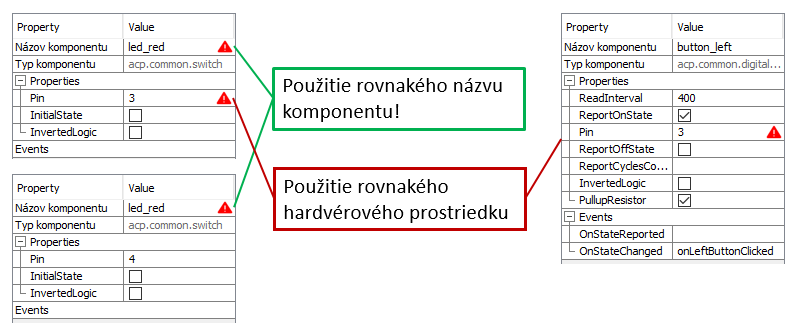 Property Value
Názov komponentu led_red
Typ komponentu acp.common.switch
Properties
Pin 3
InitialState
InvertedLogic
Events
Property Value
Názov komponentu led_red
Typ komponentu acp.common.switch
Properties
Pin 4
InitialState
InvertedLogic
Events
Použitie rovnakého názvu
komponentu!
Použitie rovnakého
hardvérového prostriedku
Property Value
Názov komponentu button_left
Typ komponentu acp.common.digital...
Properties
ReadInterval 400
ReportOnState
Pin 3
ReportOffState
ReportCyclesCo...
InvertedLogic
PullupResistor
Events
OnStateReported
OnStateChanged onLeftButtonClicked